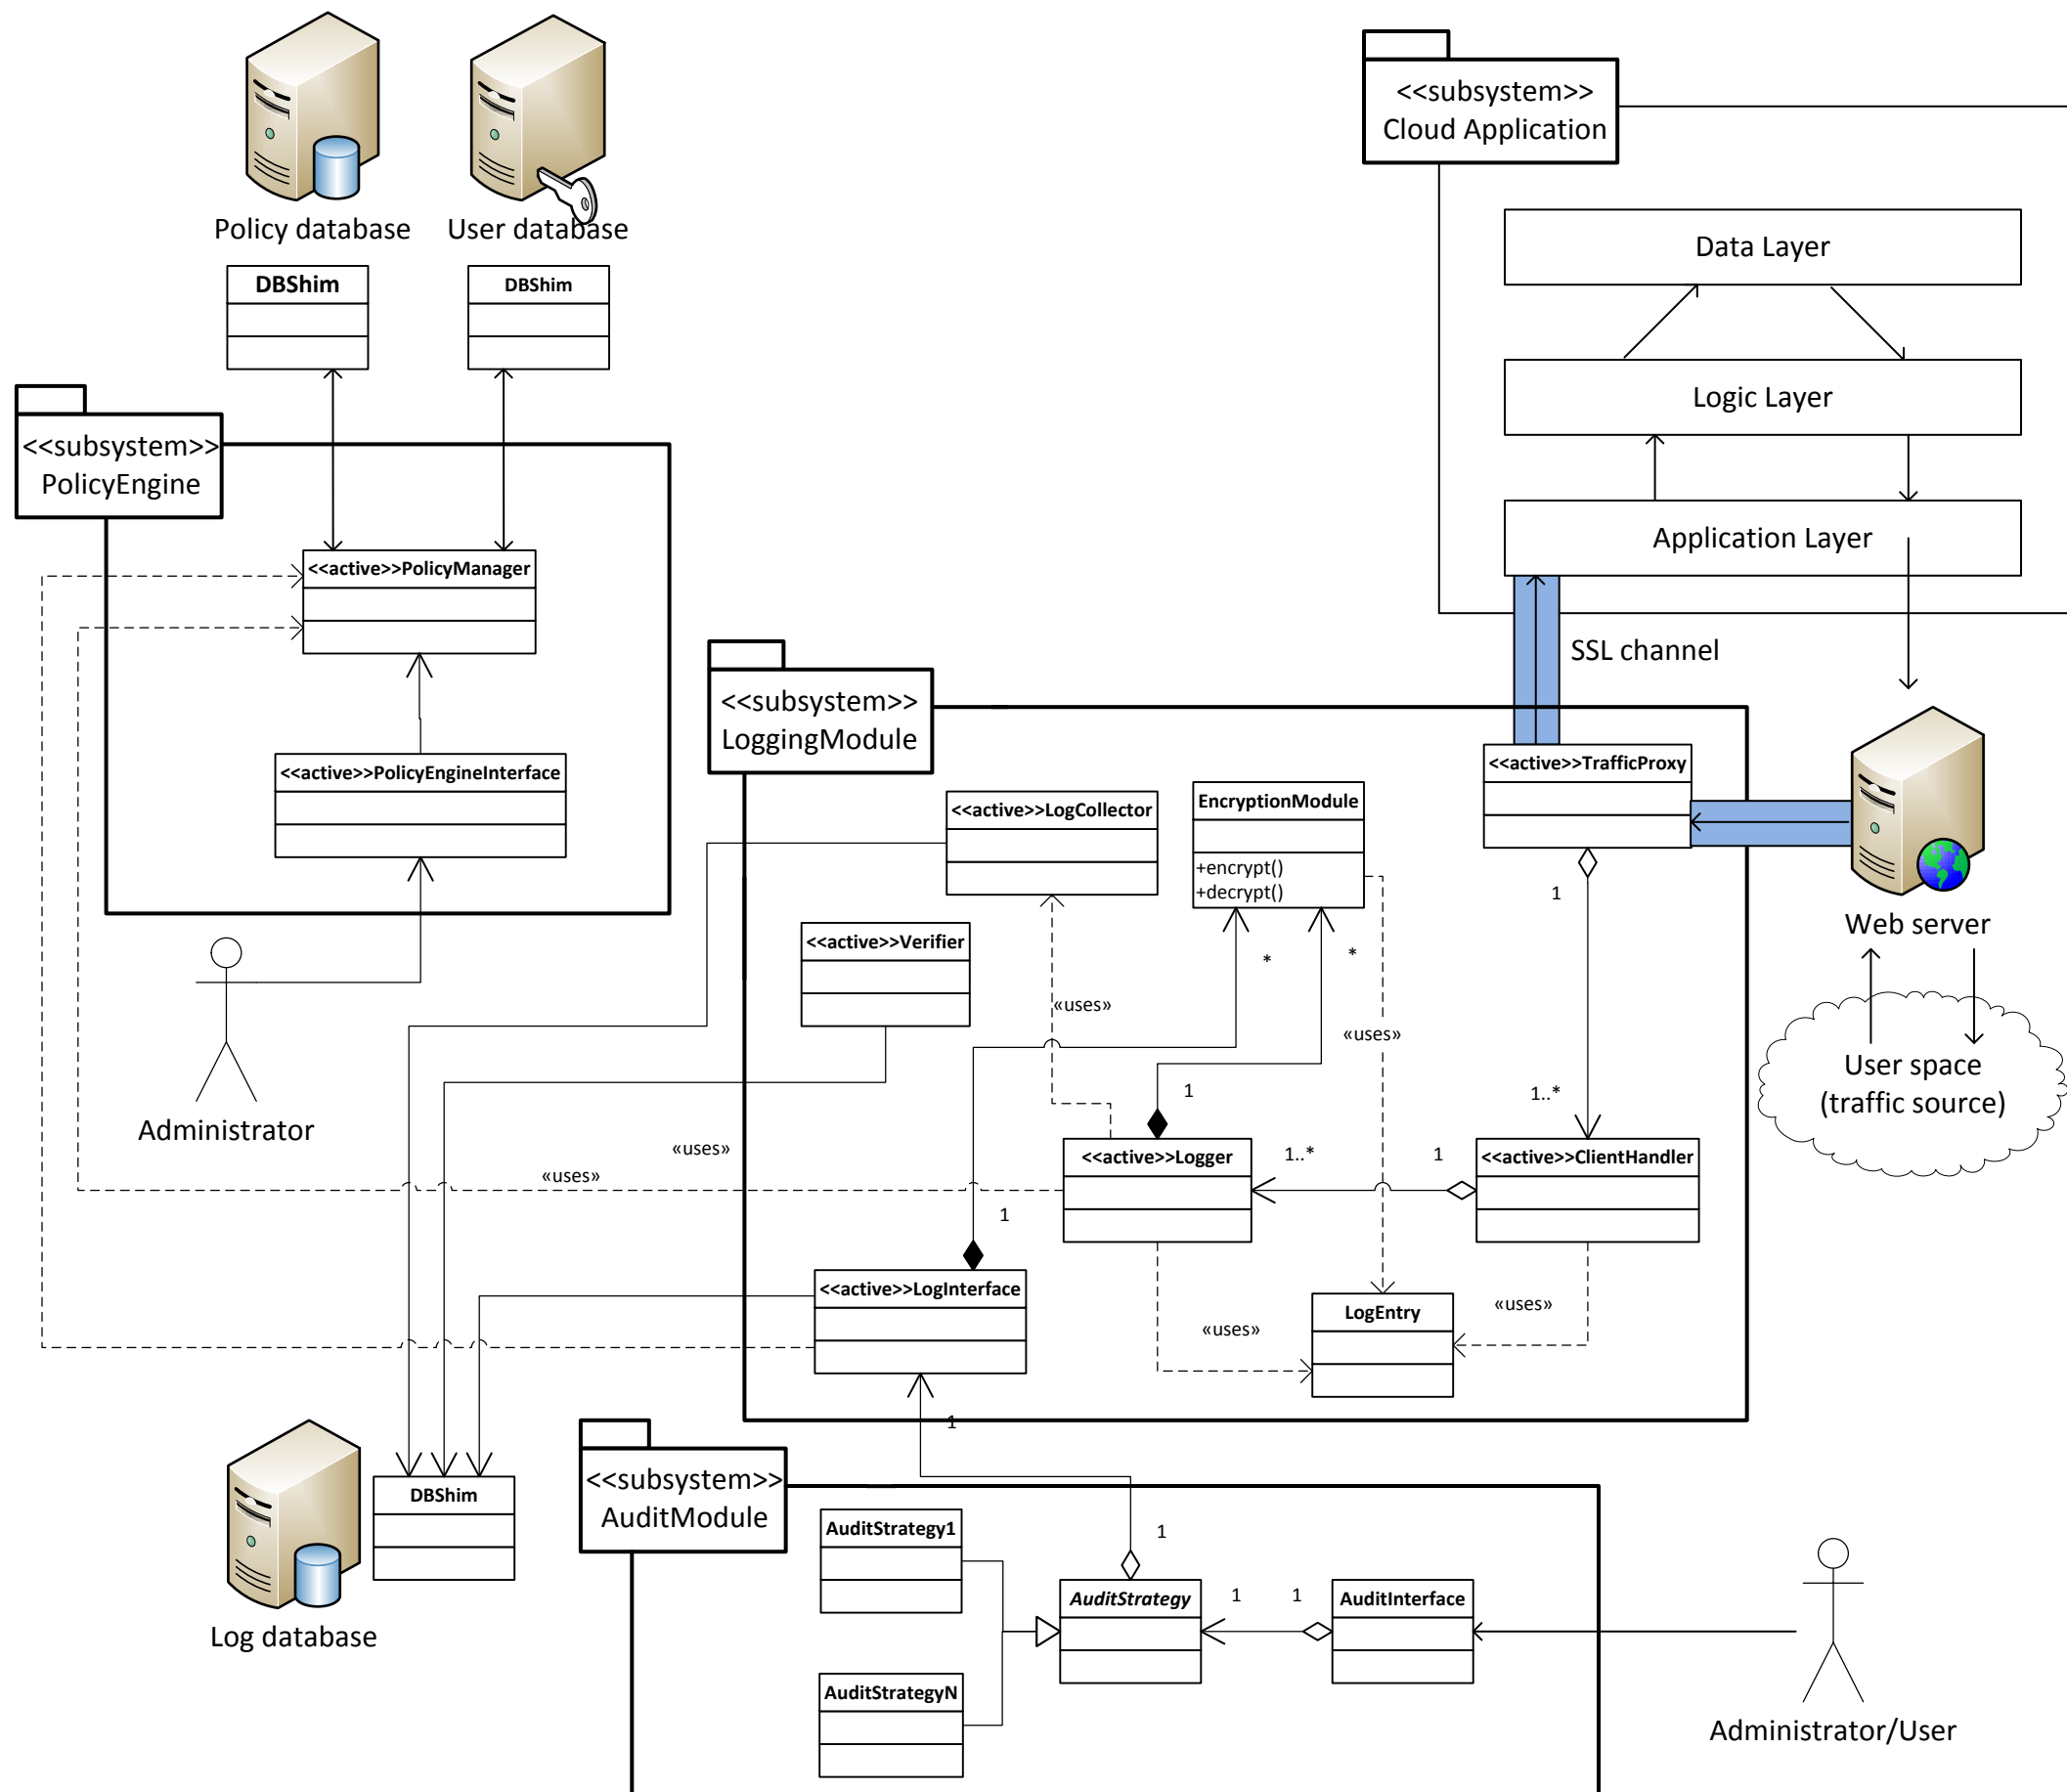 Policy database
User database
DBShim
DBShim
<<subsystem>>
Cloud Application
Data Layer
Logic Layer
Application Layer
SSL channel
<<subsystem>>
PolicyEngine
<<active>>PolicyManager
<<active>>PolicyEngineInterface
Administrator
<<subsystem>>
LoggingModule
<<active>>LogCollector
EncryptionModule
+encrypt()
+decrypt()
<<active>>TrafficProxy
1
Web server
User space
(traffic source)
<<active>>Verifier
*
*
«uses»
«uses»
1
1..*
«uses»
«uses»
<<active>>Logger
1..*
1
<<active>>ClientHandler
1
<<active>>LogInterface
LogEntry
«uses»
«uses»
1
Log database
DBShim
<<subsystem>>
AuditModule
AuditStrategy1
1
AuditStrategy
1
1
AuditInterface
AuditStrategyN
Administrator/User